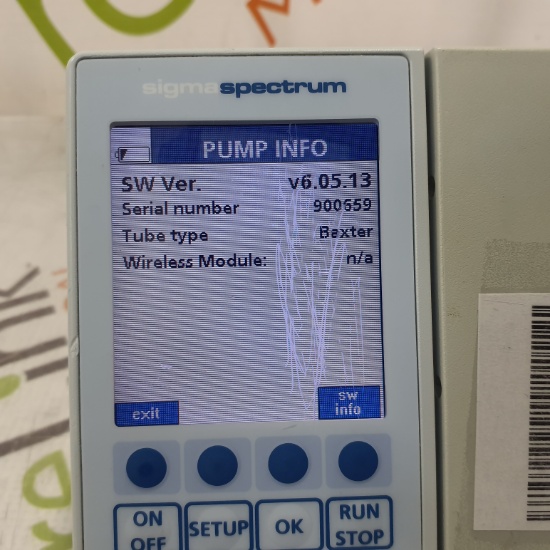 sigmaspectrum
PUMP INFO
SW Ver. v6.05.13
Serial number 900659
Tube type Baxter
Wireless Module: n/a
exit
sw
info
ON
OFF
SETUP
OK
RUN
STOP